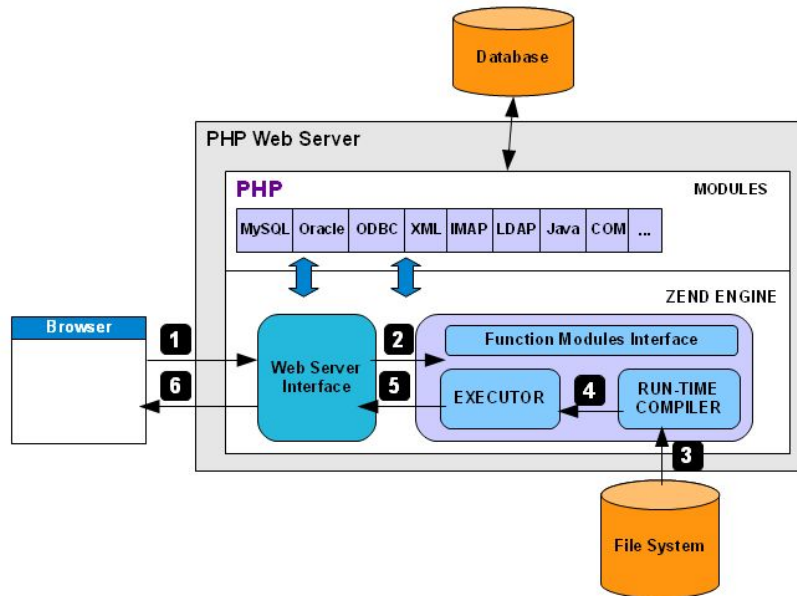 Database
PHP Web Server
PHP
MODULES
MySQL Oracle ODBC XML IMAP LDAP Java COM ...
ZEND ENGINE
Browser
1
2
Function Modules Interface
Web Server
Interface
6
5
EXECUTOR
4
RUN-TIME
COMPILER
3
File System